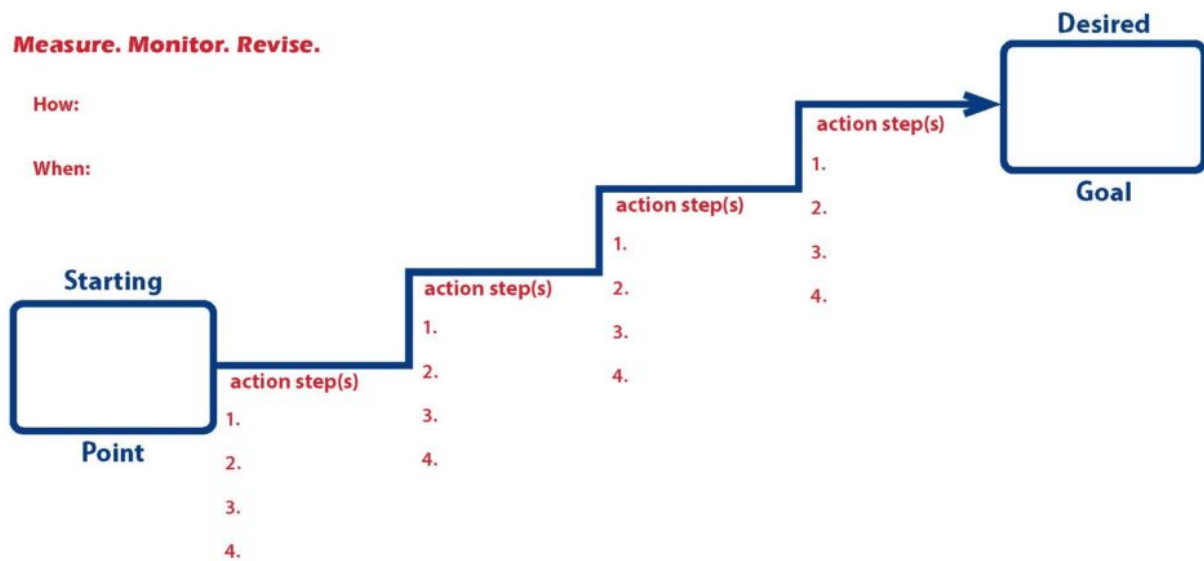 Measure. Monitor. Revise.
How:
When:
Starting
Point
action step(s)
1.
2.
3.
4.
action step(s)
1.
2.
3.
4.
action step(s)
1.
2.
3.
4.
action step(s)
1.
2.
3.
4.
Desired
Goal